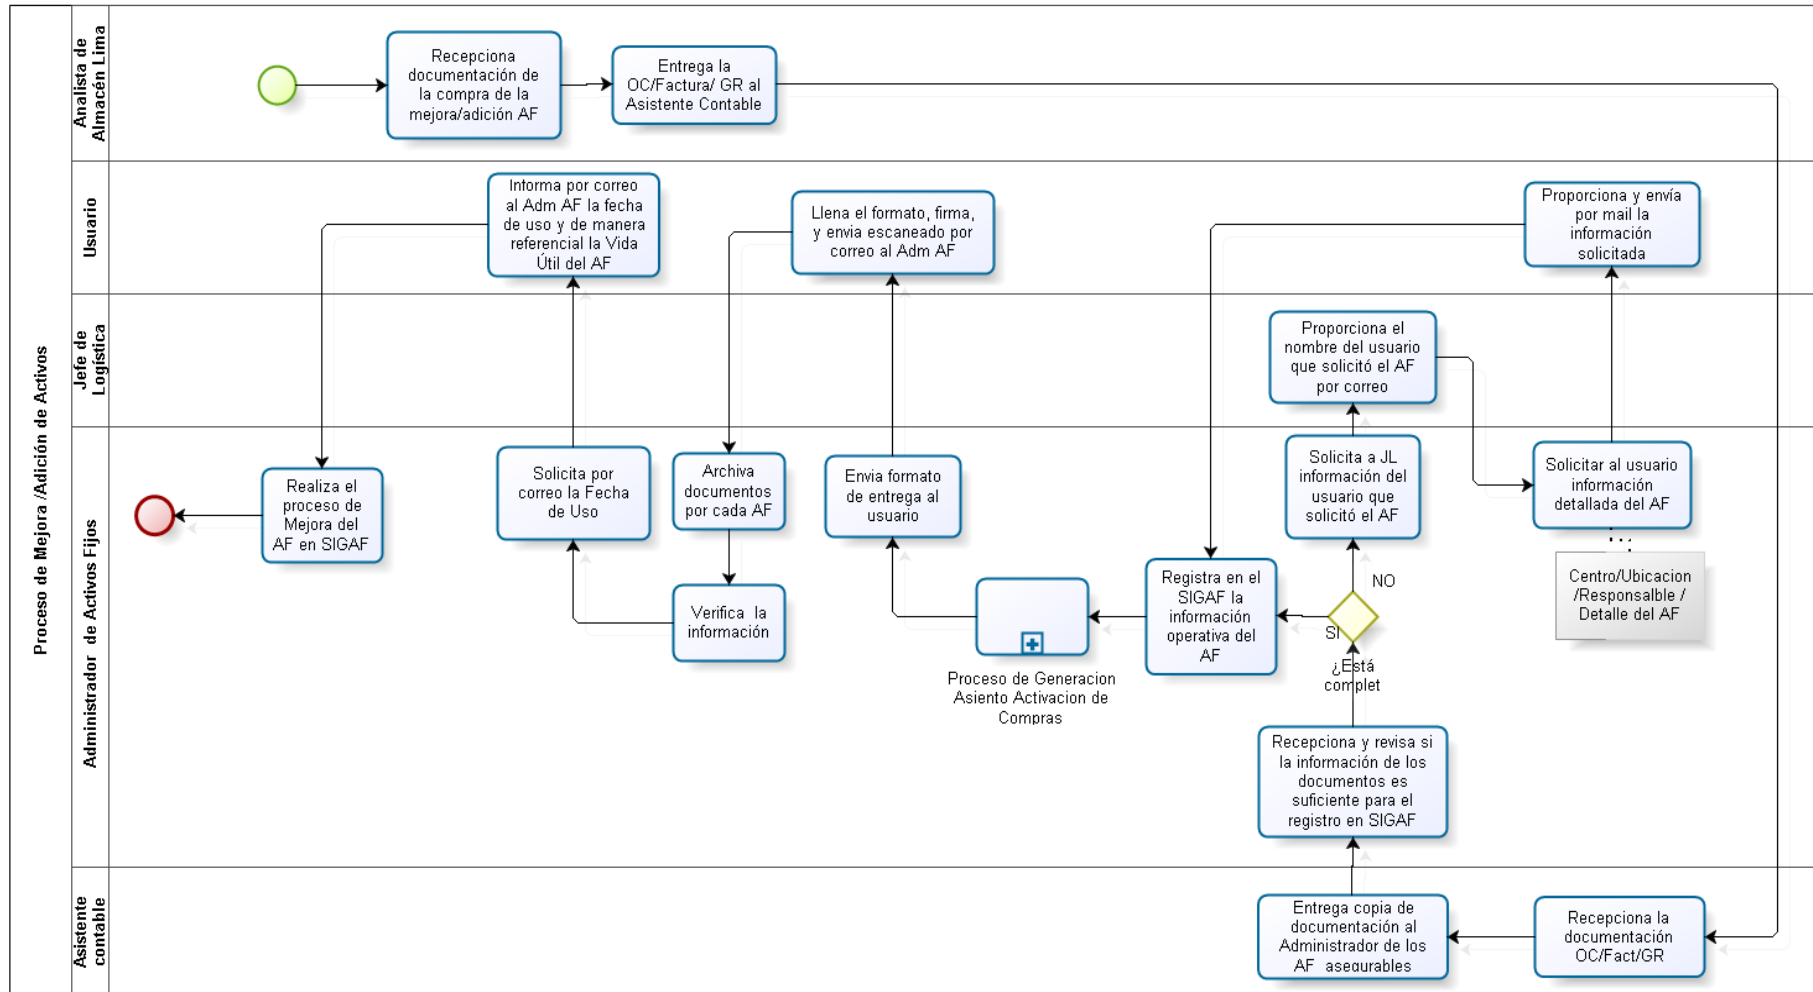 Proceso de Mejora /Adición de Activos
Analista de
Almacén Lima
Recepciona
documentación de
la compra de la
mejora/adición AF
Entrega la
OC/Factura/ GR al
Asistente Contable
Usuario
Informa por correo
al Adm AF la fecha
de uso y de manera
referencial la Vida
Útil del AF
Llena el formato, firma,
y envia escaneado por
correo al Adm AF
Proporciona y envía
por mail la
información
solicitada
Jefe de
Logística
Proporciona el
nombre del usuario
que solicitó el AF
por correo
Administrador de Activos Fijos
Realiza el
proceso de
Mejora del
AF en SIGAF
Solicita por
correo la Fecha
de Uso
Archiva
documentos
por cada AF
Verifica la
información
Envia formato
de entrega al
usuario
Proceso de Generacion
Asiento Activacion de
Compras
Registra en el
SIGAF la
información
operativa del
AF
Solicita a JL
información del
usuario que
solicitó el AF
NO
SI
¿Está
complet
Solicitar al usuario
información
detallada del AF
Centro/Ubicacion
/Responsalble /
Detalle del AF
Recepciona y revisa si
la información de los
documentos es
suficiente para el
registro en SIGAF
Asistente
contable
Entrega copia de
documentación al
Administrador de los
AF asegurables
Recepciona la
documentación
OC/Fact/GR